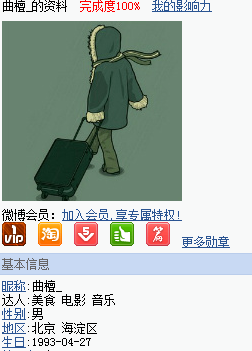 曲檀_的资料 完成度100% 我的影响力
微博会员：加入会员,享专属特权!
VIP 淘 5 篇 更多勋章
基本信息
昵称:曲檀_
达人:美食 电影 音乐
性别:男
地区:北京 海淀区
生日:1993-04-27